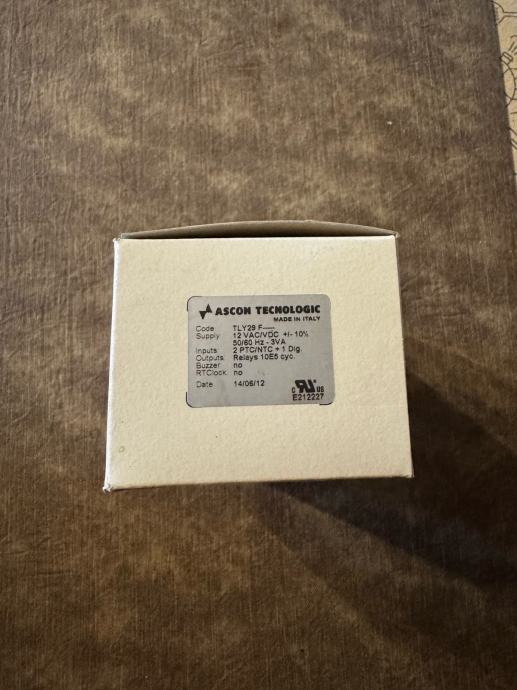 ASCON TECNOLOGIC
MADE IN ITALY
Code TLY29 F-----
Supply 12 VAC/VDC +/- 10%
50/60 Hz - 3VA
Inputs 2 PTC/NTC + 1 Dig.
Outputs Relays 10E5 cyc.
Buzzer no
RTClock no
Date 14/06/12
c RU US
E212227